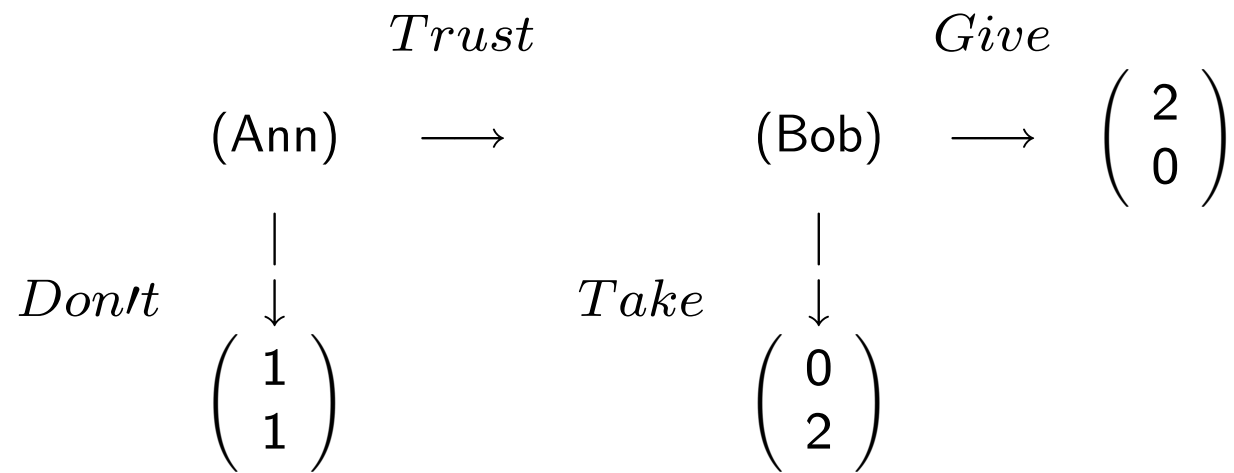 Trust Give
(Ann) ⟶ (Bob) ⟶ ( 2 0 )
Don′t Take
( 1 1 ) ( 0 2 )